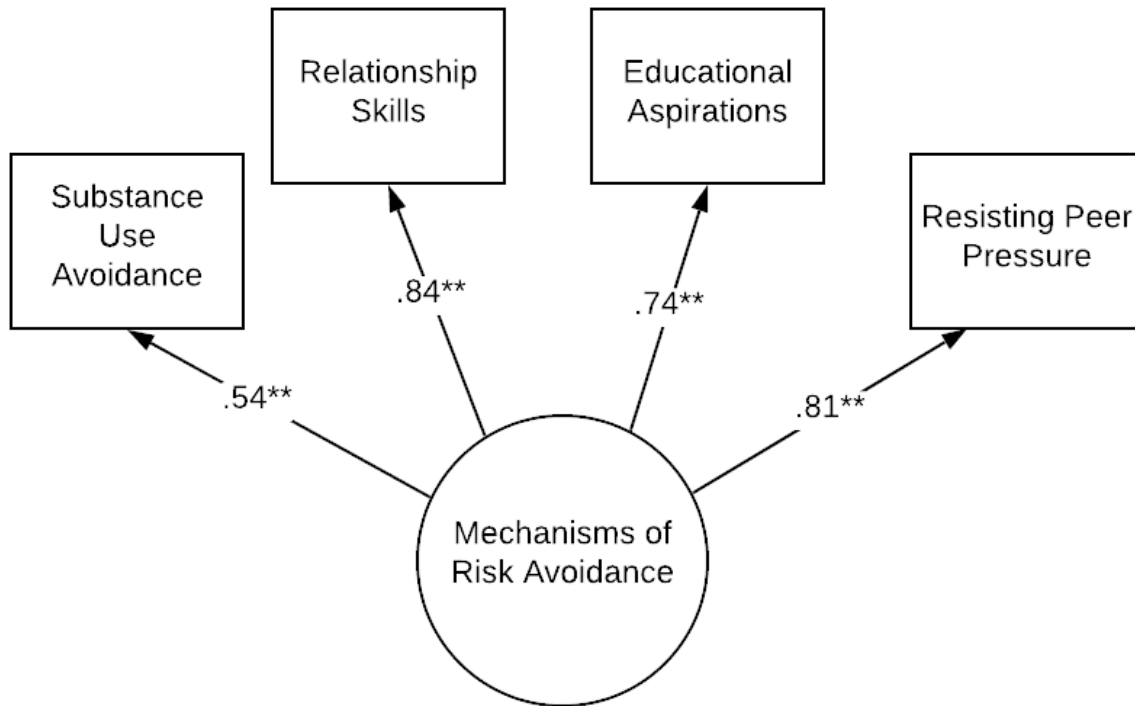 Relationship
Skills
Educational
Aspirations
Substance
Use
Avoidance
Resisting Peer
Pressure
.84**
.74**
.54**
.81**
Mechanisms of
Risk Avoidance